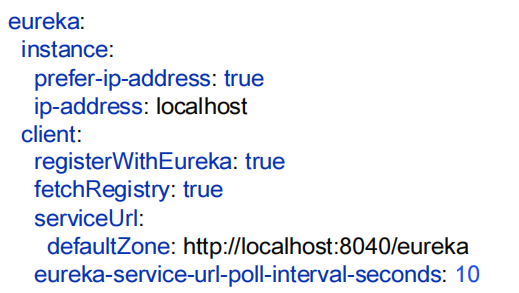 eureka:
  instance:
    prefer-ip-address: true
    ip-address: localhost
  client:
    registerWithEureka: true
    fetchRegistry: true
    serviceUrl:
      defaultZone: http://localhost:8040/eureka
    eureka-service-url-poll-interval-seconds: 10